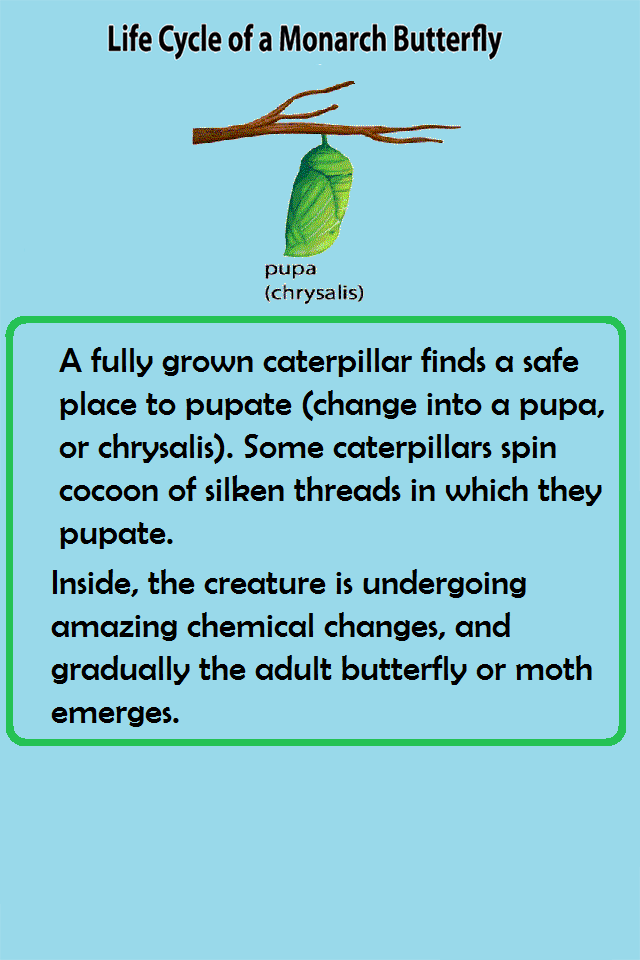 Life Cycle of a Monarch Butterfly
pupa
(chrysalis)
A fully grown caterpillar finds a safe
place to pupate (change into a pupa,
or chrysalis). Some caterpillars spin
cocoon of silken threads in which they
pupate.
Inside, the creature is undergoing
amazing chemical changes, and
gradually the adult butterfly or moth
emerges.